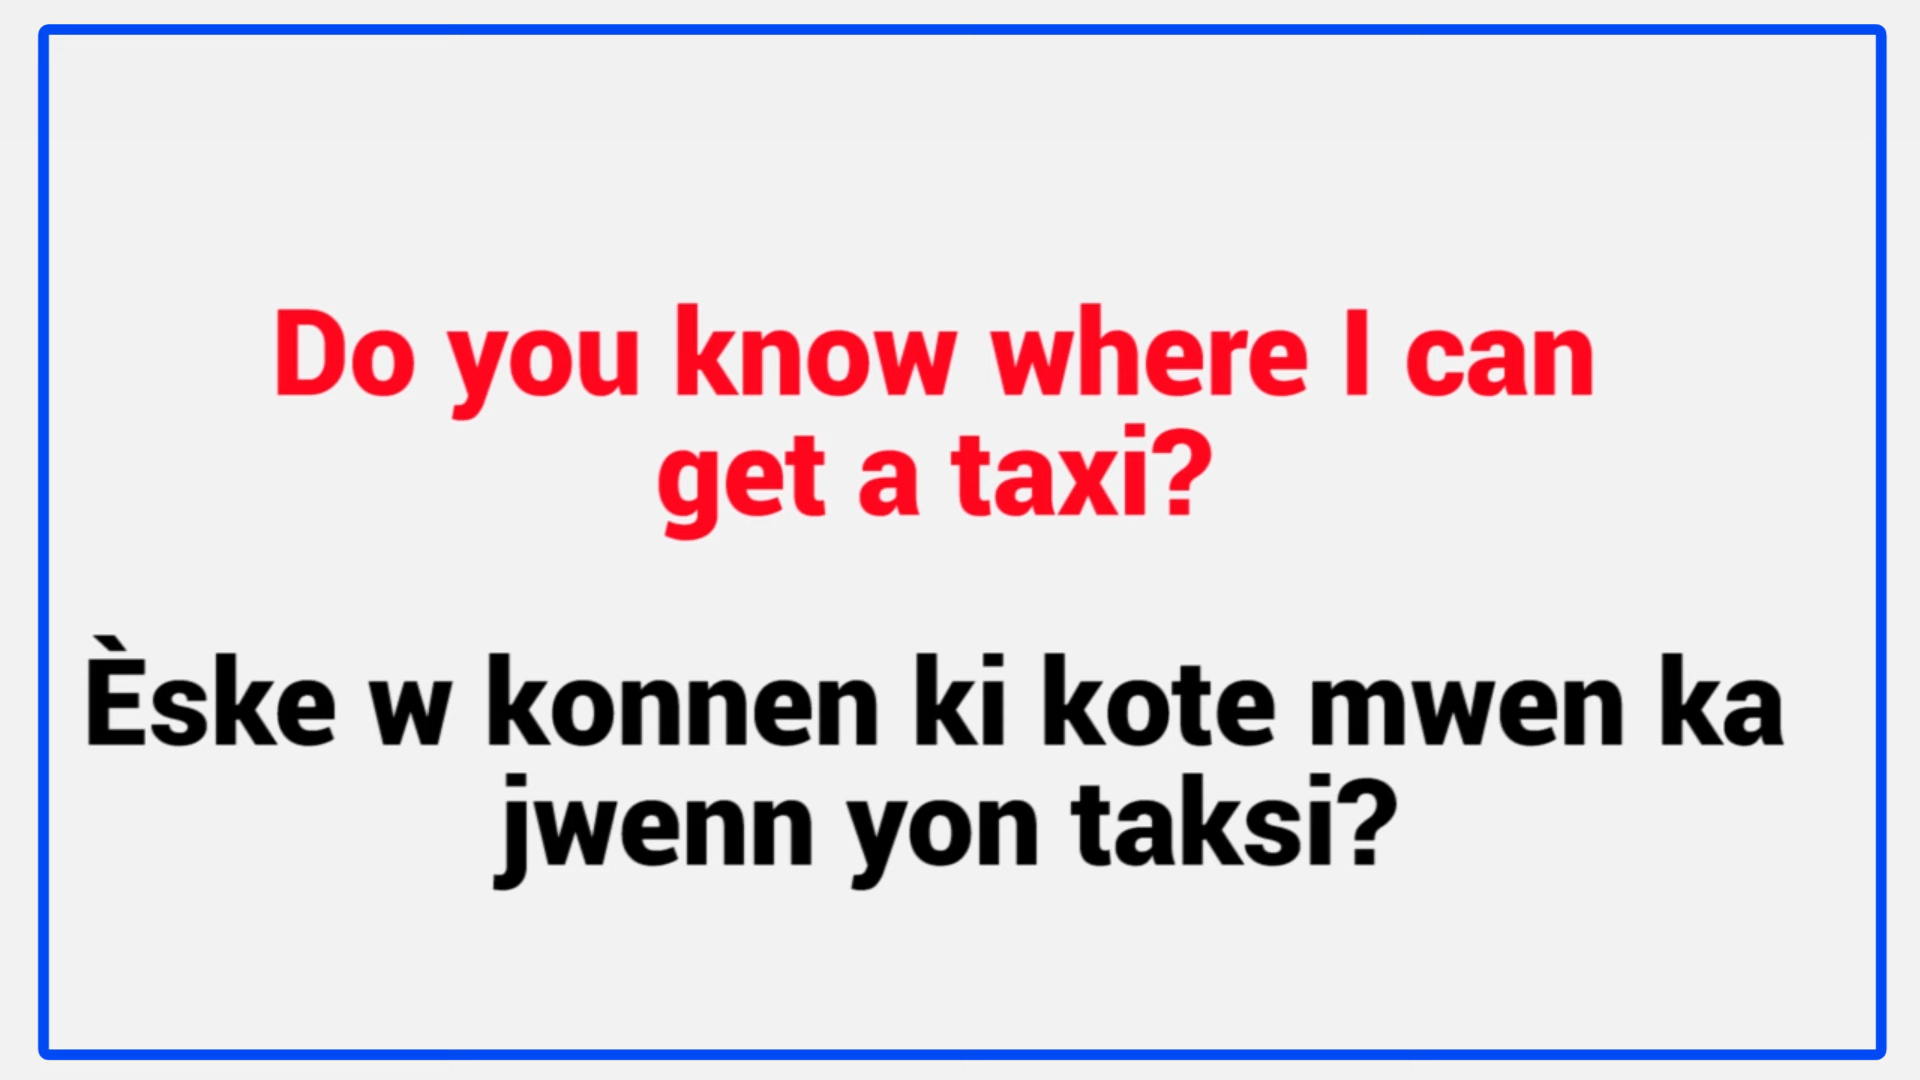 Do you know where I can
get a taxi?
Èske w konnen ki kote mwen ka
jwenn yon taksi?